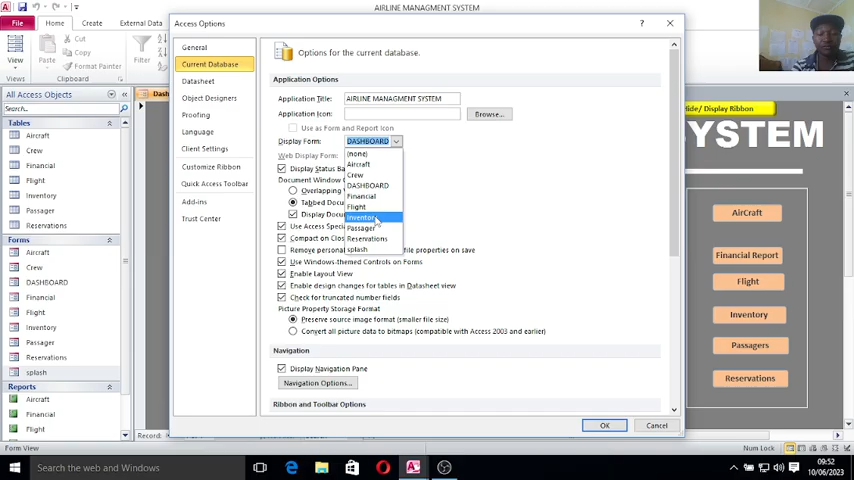 AIRLINE MANAGMENT SYSTEM
File
Home
Create
External Data
View
Views
Paste
Cut
Copy
Format Painter
Clipboard
Filter
All Access Objects
Search...
Tables
Aircraft
Crew
Financial
Flight
Inventory
Passager
Reservations
Forms
Aircraft
Crew
DASHBOARD
Financial
Flight
Inventory
Passager
Reservations
splash
Reports
Aircraft
Financial
Flight
Form View
Access Options
General
Current Database
Datasheet
Object Designers
Proofing
Language
Client Settings
Customize Ribbon
Quick Access Toolbar
Add-ins
Trust Center
Options for the current database.
Application Options
Application Title: AIRLINE MANAGMENT SYSTEM
Application Icon:
Browse...
Use as Form and Report Icon
Display Form: DASHBOARD
(none)
Aircraft
Crew
DASHBOARD
Financial
Flight
Inventory
Passager
Reservations
splash
Web Display Form:
Display Status Ba
Document Window O
Overlapping
Tabbed Docu
Display Docu
Use Access Speci
Compact on Clos
Remove personal file properties on save
Use Windows-themed Controls on Forms
Enable Layout View
Enable design changes for tables in Datasheet view
Check for truncated number fields
Picture Property Storage Format
Preserve source image format (smaller file size)
Convert all picture data to bitmaps (compatible with Access 2003 and earlier)
Navigation
Display Navigation Pane
Navigation Options...
Ribbon and Toolbar Options
OK
Cancel
Dash
Record:
ide/ Display Ribbon
YSTEM
AirCraft
Financial Report
Flight
Inventory
Passagers
Reservations
Num Lock
Search the web and Windows
09:52
10/06/2023